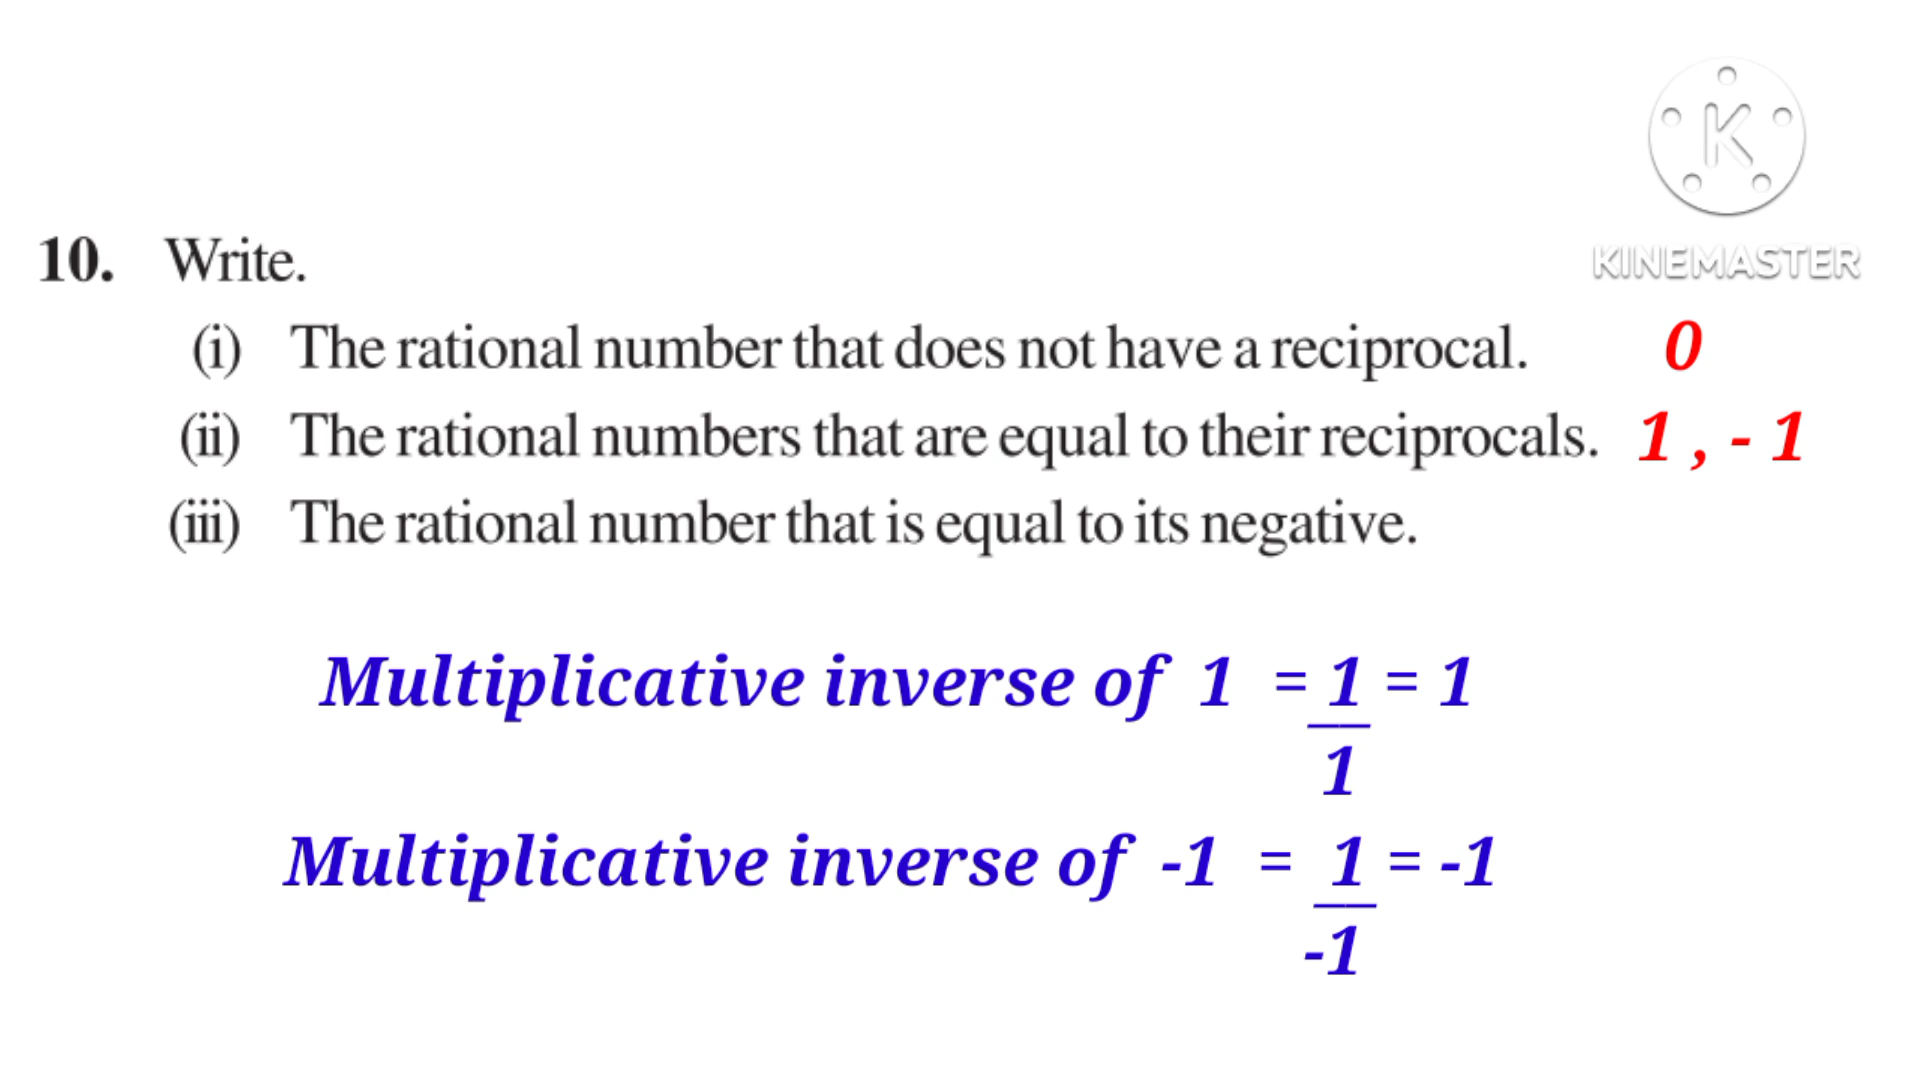 K
KINEMASTER
10. Write.
(i) The rational number that does not have a reciprocal. 0
(ii) The rational numbers that are equal to their reciprocals. 1 , - 1
(iii) The rational number that is equal to its negative.
Multiplicative inverse of 1 = 1 = 1
1
Multiplicative inverse of -1 = 1 = -1
-1